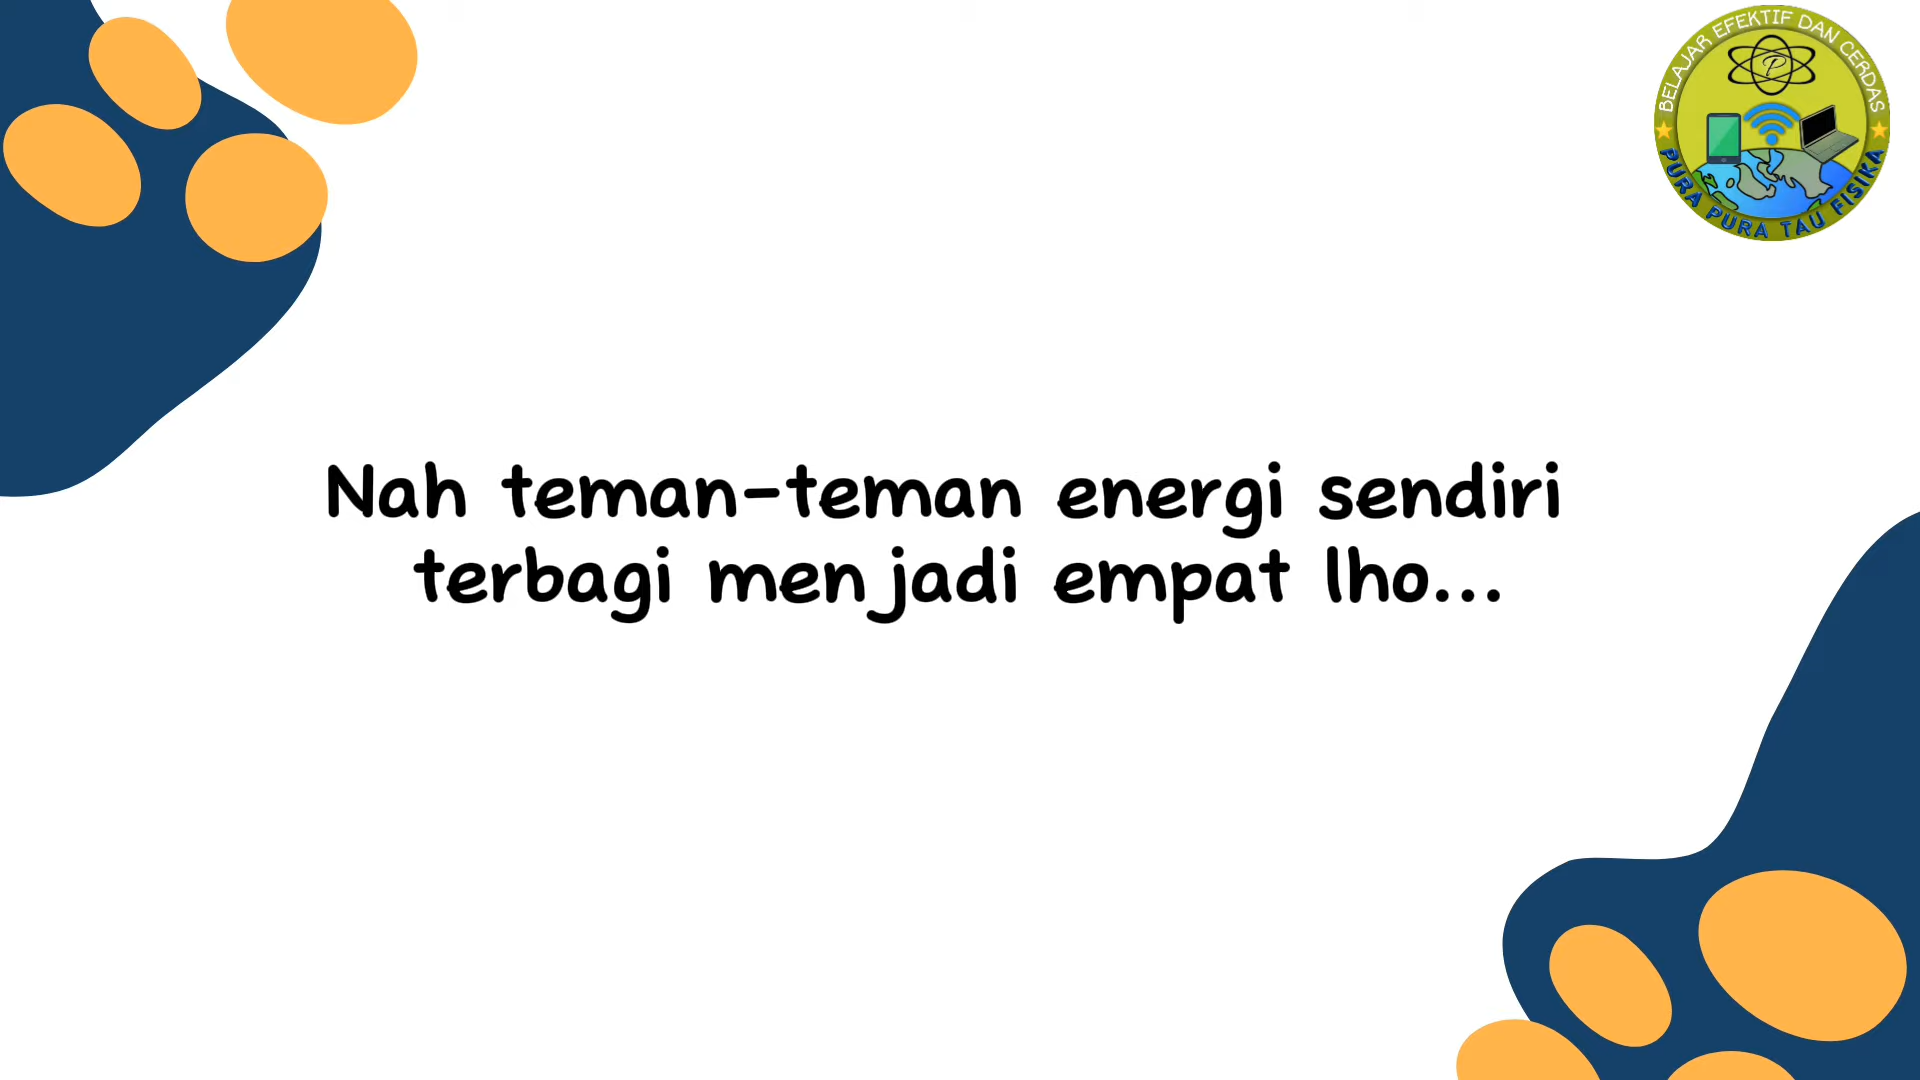 BELAJAR EFEKTIF DAN CERDAS
P
PURA PURA TAU FISIKA
Nah teman-teman energi sendiri
terbagi menjadi empat lho...